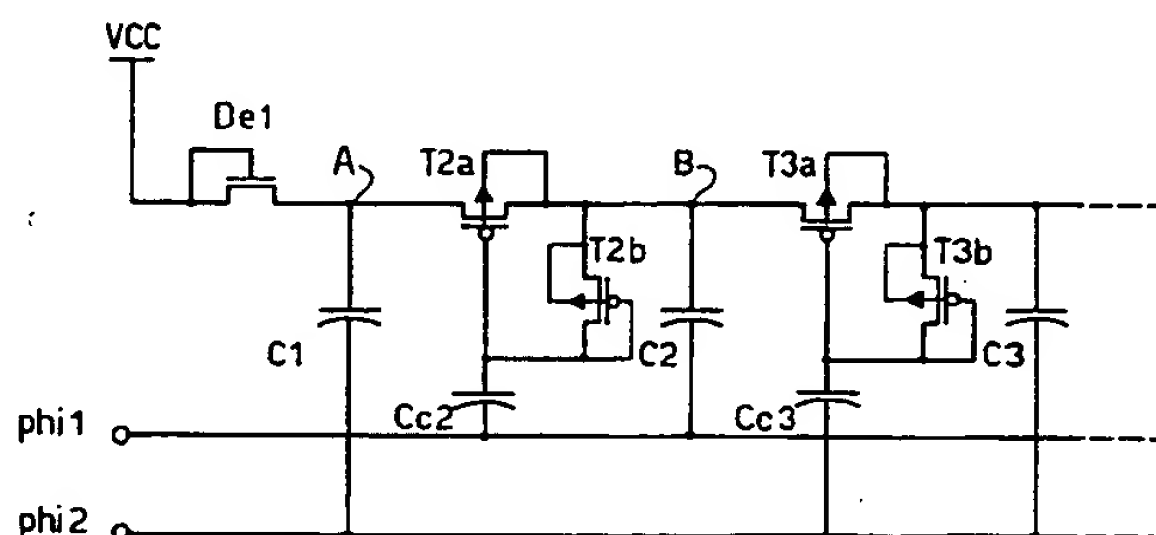 VCC
De1
A
T2a
B
T3a
T2b
T3b
C1
C2
C3
Cc2
Cc3
phi1
phi2